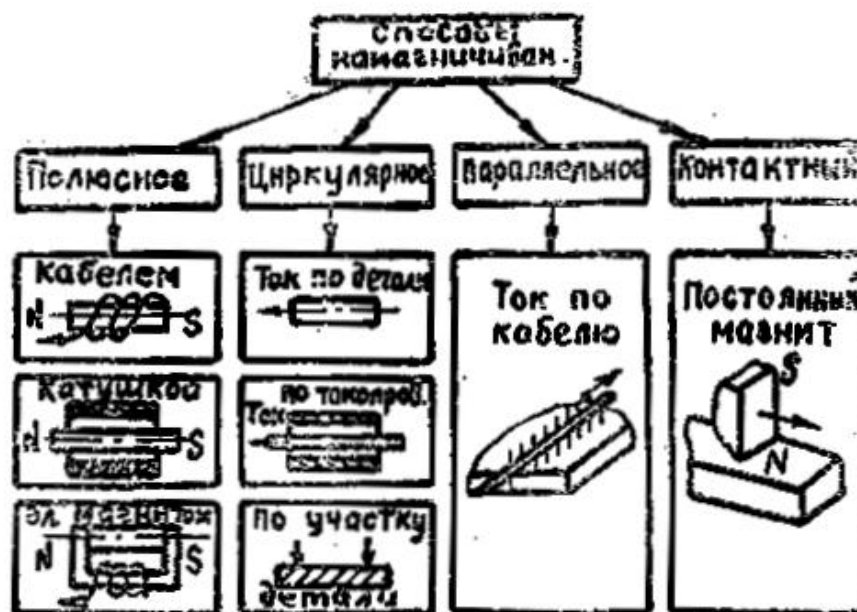 Способы
намагничиван.
Полюсное
Циркулярное
Параллельное
Контактный
Кабелем
N
S
Ток по детали
Ток по
кабелю
Постоянный
магнит
S
N
Катушкой
N
S
по токопров.
Ток
Эл магнитом
N
S
По участку
детали